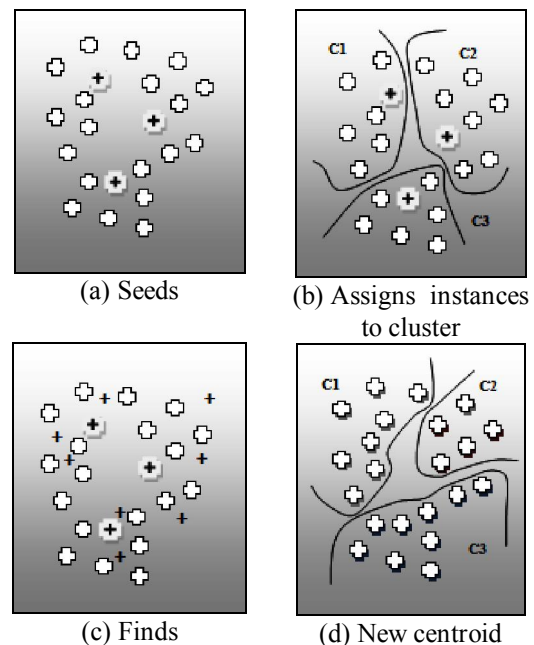 C1
C2
C3
(a) Seeds
(b) Assigns instances
to cluster
C1
C2
C3
(c) Finds
(d) New centroid